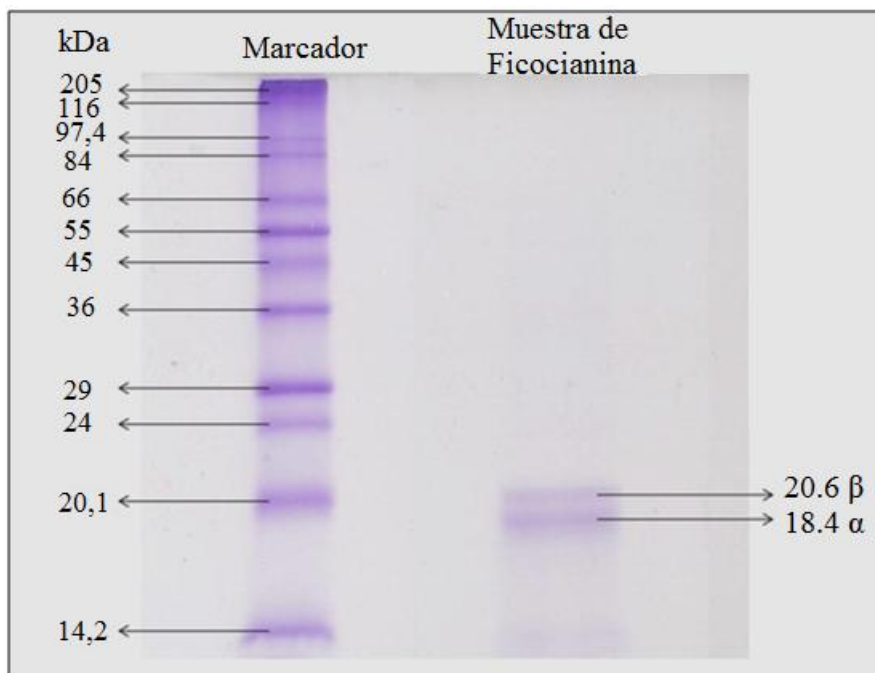 kDa
Marcador
Muestra de
Ficocianina
205
116
97,4
84
66
55
45
36
29
24
20,1
14,2
20.6 β
18.4 α